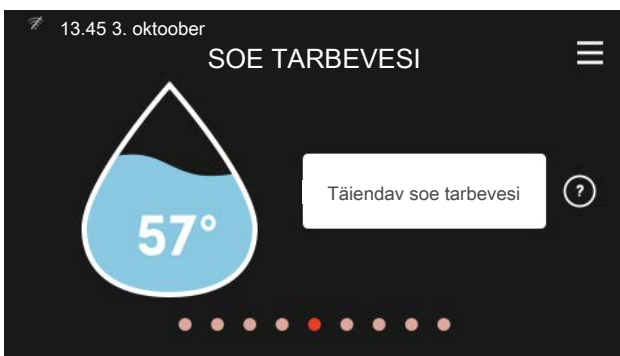 13.45 3. oktoober
SOE TARBEVESI
57°
Täiendav soe tarbevesi
?